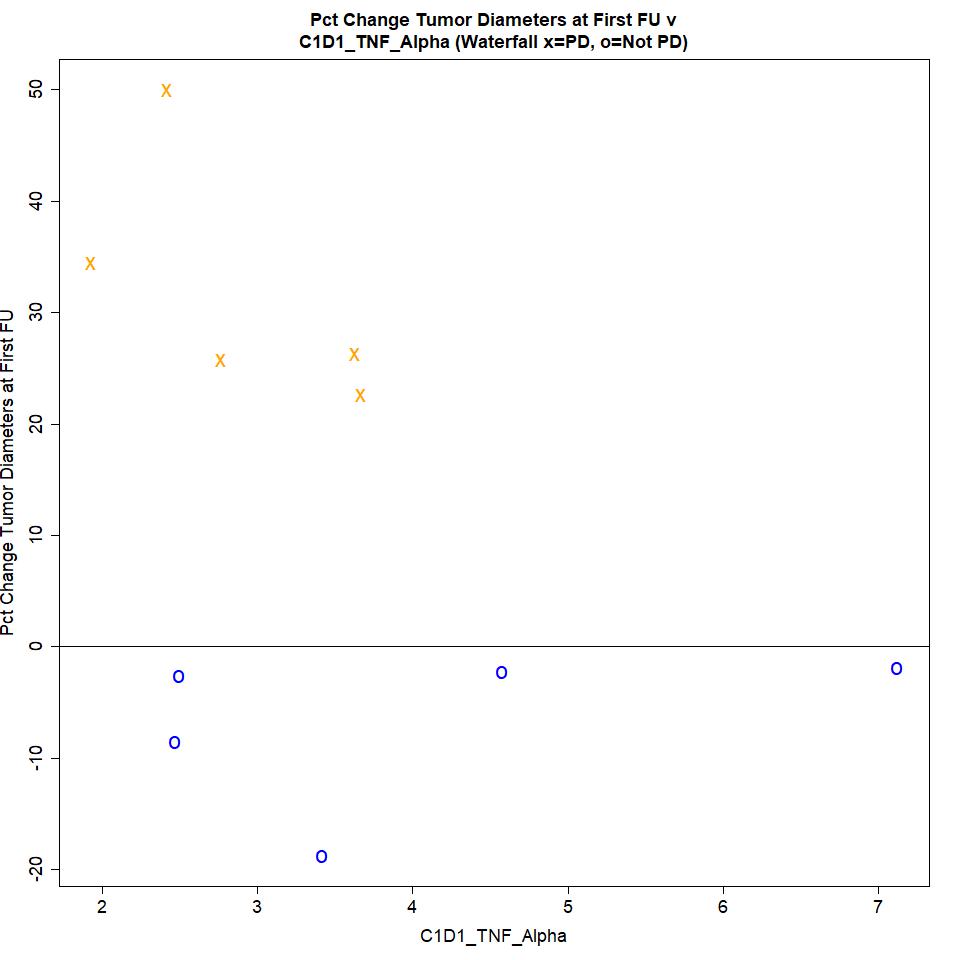 Pct Change Tumor Diameters at First FU v
C1D1_TNF_Alpha (Waterfall x=PD, o=Not PD)
Pct Change Tumor Diameters at First FU
50
40
30
20
10
0
-10
-20
X
X
X
X
X
O
O
O
O
O
2 3 4 5 6 7
C1D1_TNF_Alpha